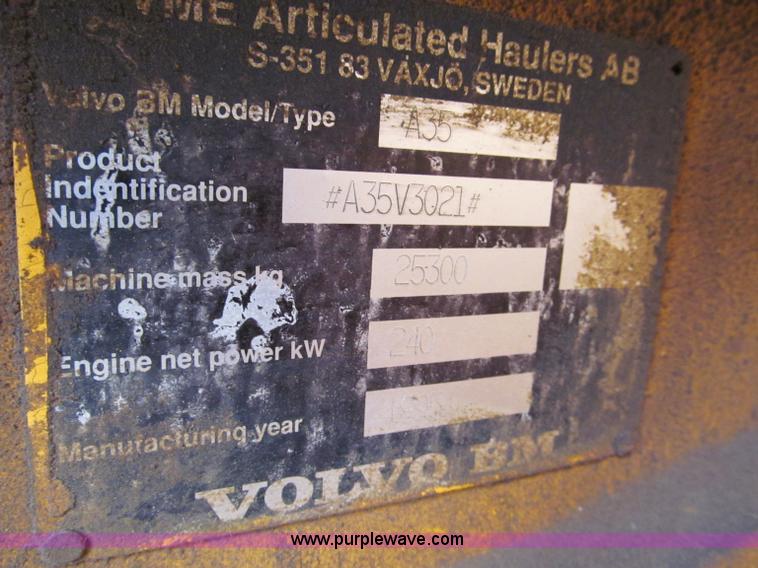 VME Articulated Haulers AB
S-351 83 VÄXJÖ, SWEDEN
Volvo BM Model/Type A35
Product
Indentification
Number #A35V3021#
Machine mass kg 25300
Engine net power kW 240
Manufacturing year
VOLVO BM
www.purplewave.com